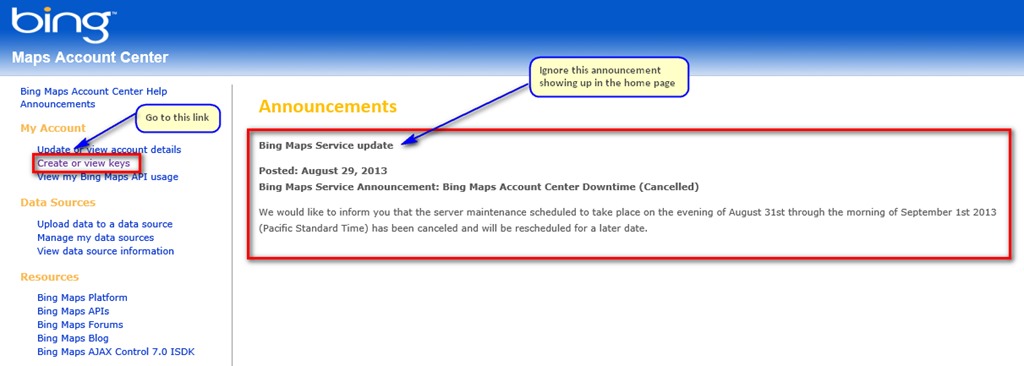 bing
Maps Account Center
Bing Maps Account Center Help
Announcements
Go to this link
My Account
Update or view account details
Create or view keys
View my Bing Maps API usage
Data Sources
Upload data to a data source
Manage my data sources
View data source information
Resources
Bing Maps Platform
Bing Maps APIs
Bing Maps Forums
Bing Maps Blog
Bing Maps AJAX Control 7.0 ISDK
Ignore this announcement
showing up in the home page
Announcements
Bing Maps Service update
Posted: August 29, 2013
Bing Maps Service Announcement: Bing Maps Account Center Downtime (Cancelled)
We would like to inform you that the server maintenance scheduled to take place on the evening of August 31st through the morning of September 1st 2013
(Pacific Standard Time) has been canceled and will be rescheduled for a later date.